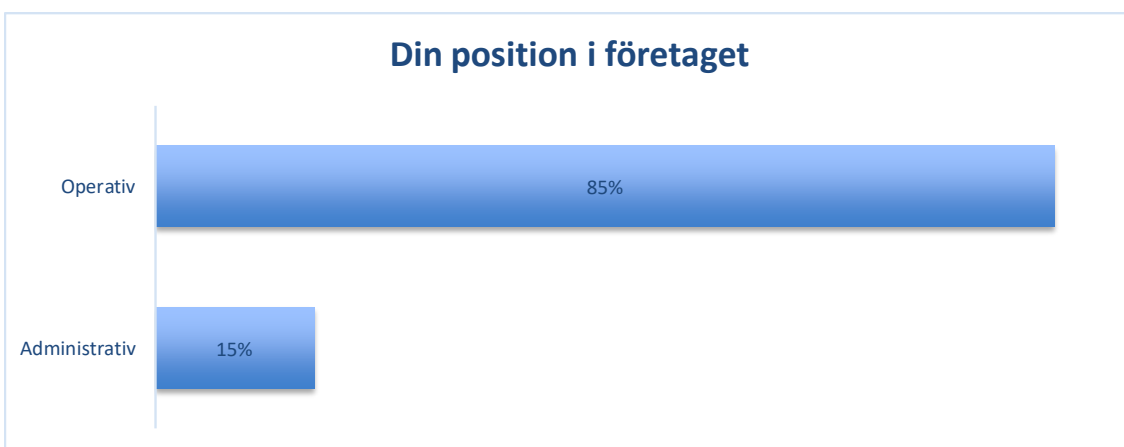 Din position i företaget
Operativ
85%
Administrativ
15%